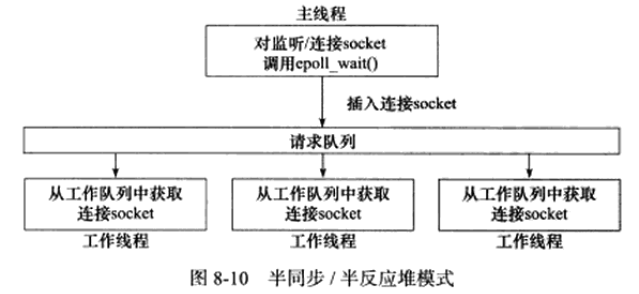 主线程
对监听/连接socket
调用epoll_wait()
插入连接socket
请求队列
从工作队列中获取
连接socket
从工作队列中获取
连接socket
从工作队列中获取
连接socket
工作线程
工作线程
工作线程
图 8-10 半同步 / 半反应堆模式